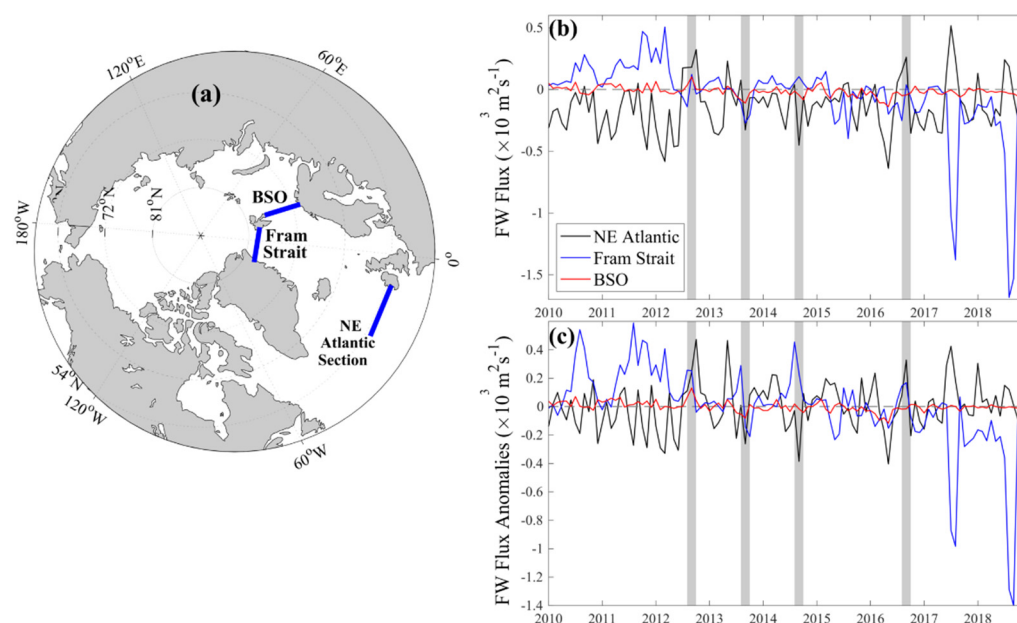 (a)
120°E
60°E
180°W
72°N
81°N
0°
54°N
120°W
60°W
BSO
Fram
Strait
NE
Atlantic
Section
(b)
FW Flux (× 10³ m²s⁻¹)
0.5
0
-0.5
-1
-1.5
NE Atlantic
Fram Strait
BSO
2010 2011 2012 2013 2014 2015 2016 2017 2018
(c)
FW Flux Anomalies (× 10³ m²s⁻¹)
0.4
0.2
0
-0.2
-0.4
-0.6
-0.8
-1
-1.2
-1.4
2010 2011 2012 2013 2014 2015 2016 2017 2018